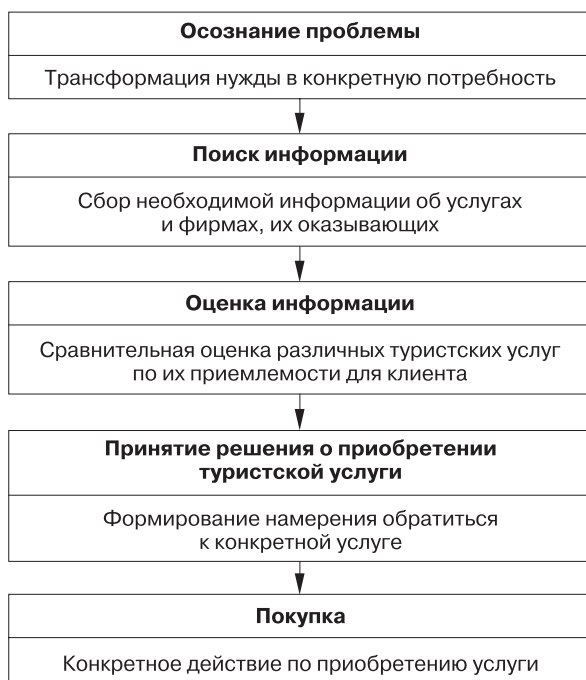 Осознание проблемы
Трансформация нужды в конкретную потребность
Поиск информации
Сбор необходимой информации об услугах
и фирмах, их оказывающих
Оценка информации
Сравнительная оценка различных туристских услуг
по их приемлемости для клиента
Принятие решения о приобретении
туристской услуги
Формирование намерения обратиться
к конкретной услуге
Покупка
Конкретное действие по приобретению услуги